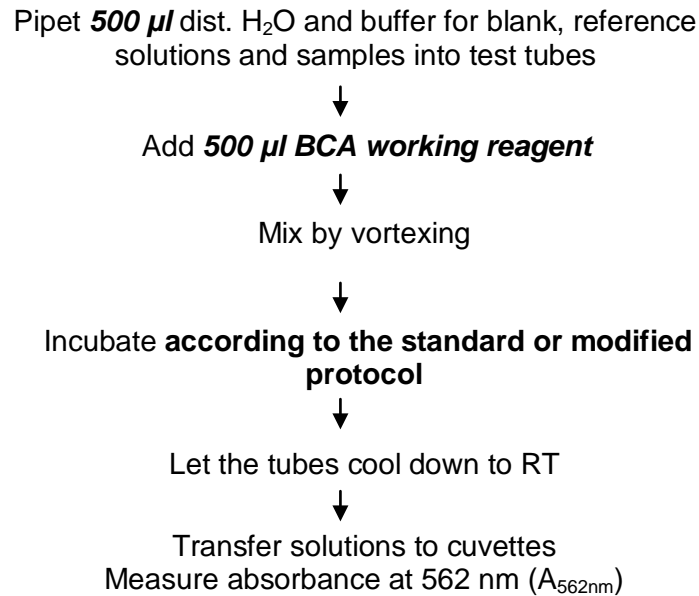 Pipet 500 µl dist. H₂O and buffer for blank, reference
solutions and samples into test tubes
Add 500 µl BCA working reagent
Mix by vortexing
Incubate according to the standard or modified
protocol
Let the tubes cool down to RT
Transfer solutions to cuvettes
Measure absorbance at 562 nm (A₅₆₂ₙₘ)